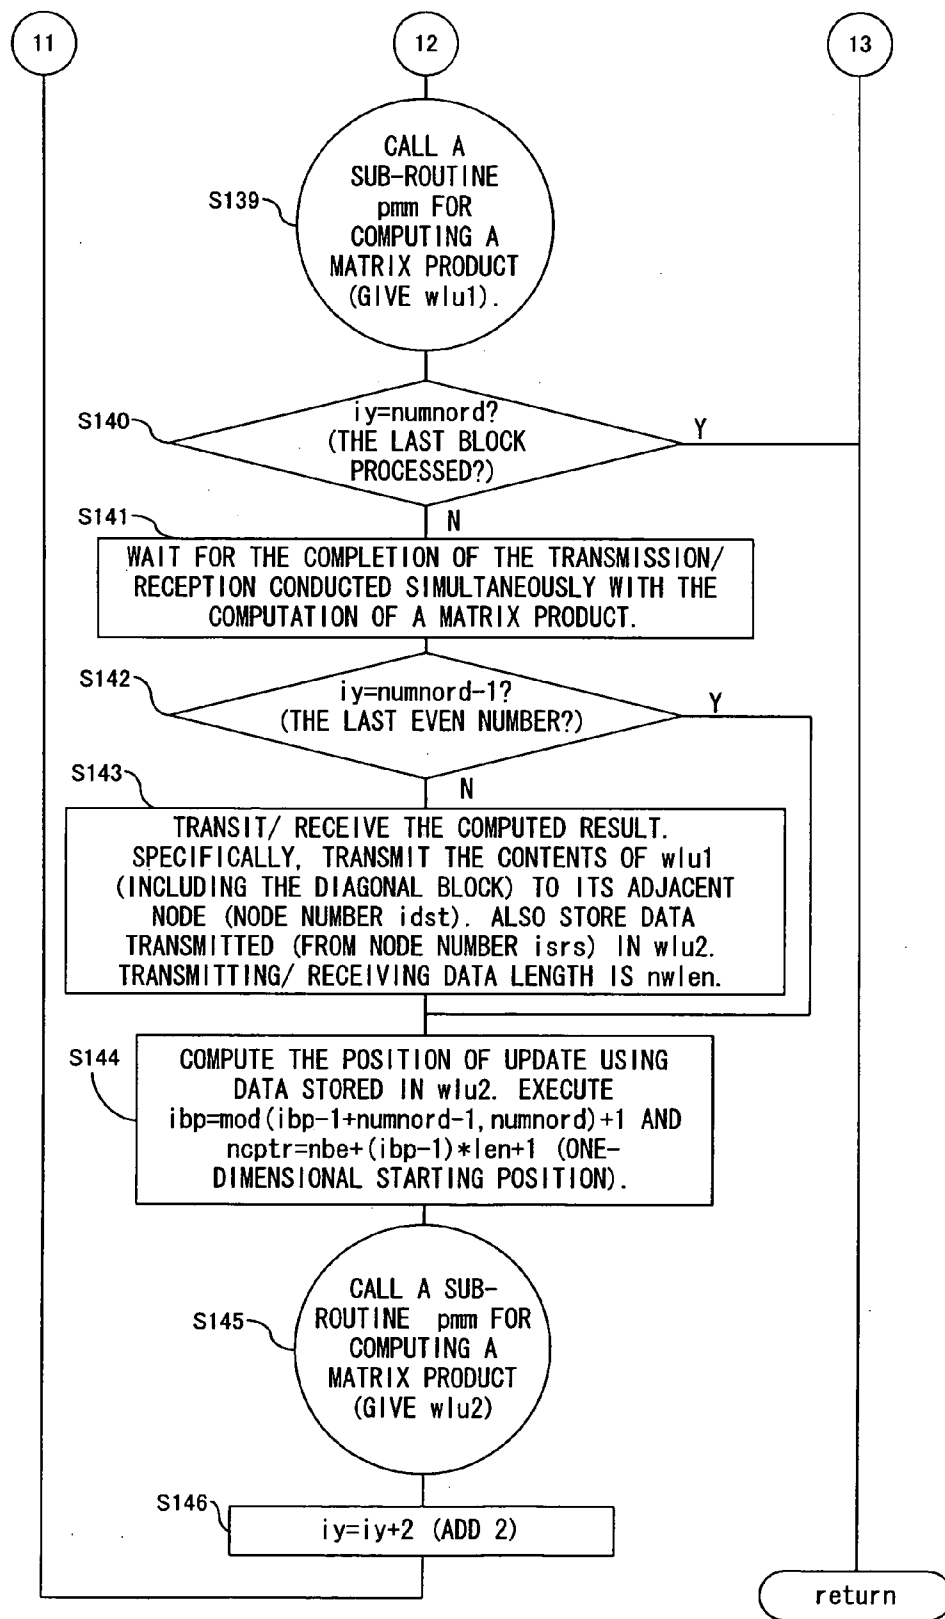 11
12
13
S139
CALL A
SUB-ROUTINE
pmm FOR
COMPUTING A
MATRIX PRODUCT
(GIVE wlu1).
S140
iy=numnord?
(THE LAST BLOCK
PROCESSED?)
Y
N
S141
WAIT FOR THE COMPLETION OF THE TRANSMISSION/
RECEPTION CONDUCTED SIMULTANEOUSLY WITH THE
COMPUTATION OF A MATRIX PRODUCT.
S142
iy=numnord-1?
(THE LAST EVEN NUMBER?)
Y
N
S143
TRANSIT/ RECEIVE THE COMPUTED RESULT.
SPECIFICALLY, TRANSMIT THE CONTENTS OF wlu1
(INCLUDING THE DIAGONAL BLOCK) TO ITS ADJACENT
NODE (NODE NUMBER idst). ALSO STORE DATA
TRANSMITTED (FROM NODE NUMBER isrs) IN wlu2.
TRANSMITTING/ RECEIVING DATA LENGTH IS nwlen.
S144
COMPUTE THE POSITION OF UPDATE USING
DATA STORED IN wlu2. EXECUTE
ibp=mod(ibp-1+numnord-1,numnord)+1 AND
ncptr=nbe+(ibp-1)*len+1 (ONE-
DIMENSIONAL STARTING POSITION).
S145
CALL A SUB-
ROUTINE pmm FOR
COMPUTING A
MATRIX PRODUCT
(GIVE wlu2)
S146
iy=iy+2 (ADD 2)
return